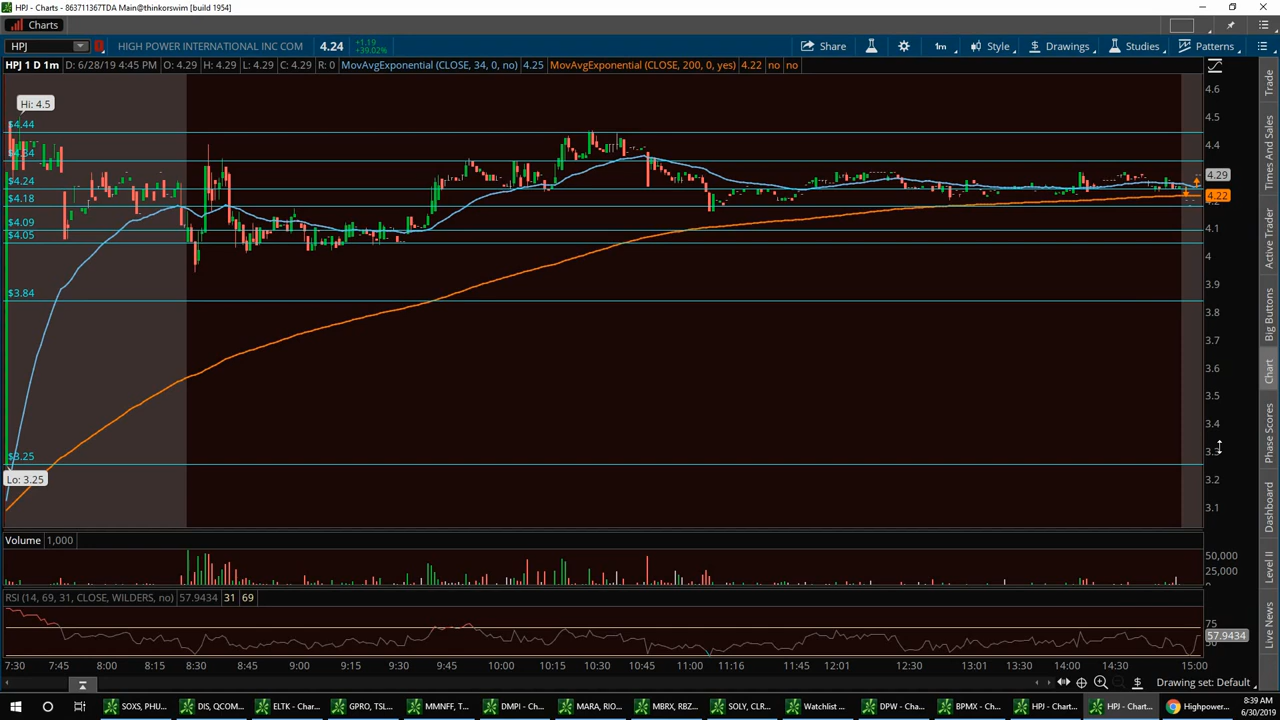 HPJ - Charts - 863711367TDA Main@thinkorswim [build 1954]
Charts
HPJ HIGH POWER INTERNATIONAL INC COM 4.24 +1.19 +39.02% Share 1m Style Drawings Studies Patterns
HPJ 1 D 1m D: 6/28/19 4:45 PM O: 4.29 H: 4.29 L: 4.29 C: 4.29 R: 0 MovAvgExponential (CLOSE, 34, 0, no) 4.25 MovAvgExponential (CLOSE, 200, 0, yes) 4.22 no no
Hi: 4.5
$4.44
$4.34
$4.24
$4.18
$4.09
$4.05
$3.84
$3.25
Lo: 3.25
4.6
4.5
4.4
4.3
4.29
4.22
4.1
4
3.9
3.8
3.7
3.6
3.5
3.4
3.3
3.2
3.1
Trade
Times And Sales
Active Trader
Big Buttons
Chart
Phase Scores
Dashboard
Level II
Live News
Volume 1,000
50,000
25,000
RSI (14, 69, 31, CLOSE, WILDERS, no) 57.9434 31 69
75
57.9434
7:30 7:45 8:00 8:15 8:30 8:45 9:00 9:15 9:30 9:45 10:00 10:15 10:30 10:45 11:00 11:16 11:45 12:01 12:30 13:01 13:30 14:00 14:30 15:00
Drawing set: Default
SOXS, PHU... DIS, QCOM... ELTK - Char... GPRO, TSL... MMNFF, T... DMPI - Char... MARA, RIO... MBRX, RB... SOLY, CLR... Watchlist ... DPW - Char... BPMX - Ch... HPJ - Chart... HPJ - Chart... Highpower...
8:39 AM
6/30/2019